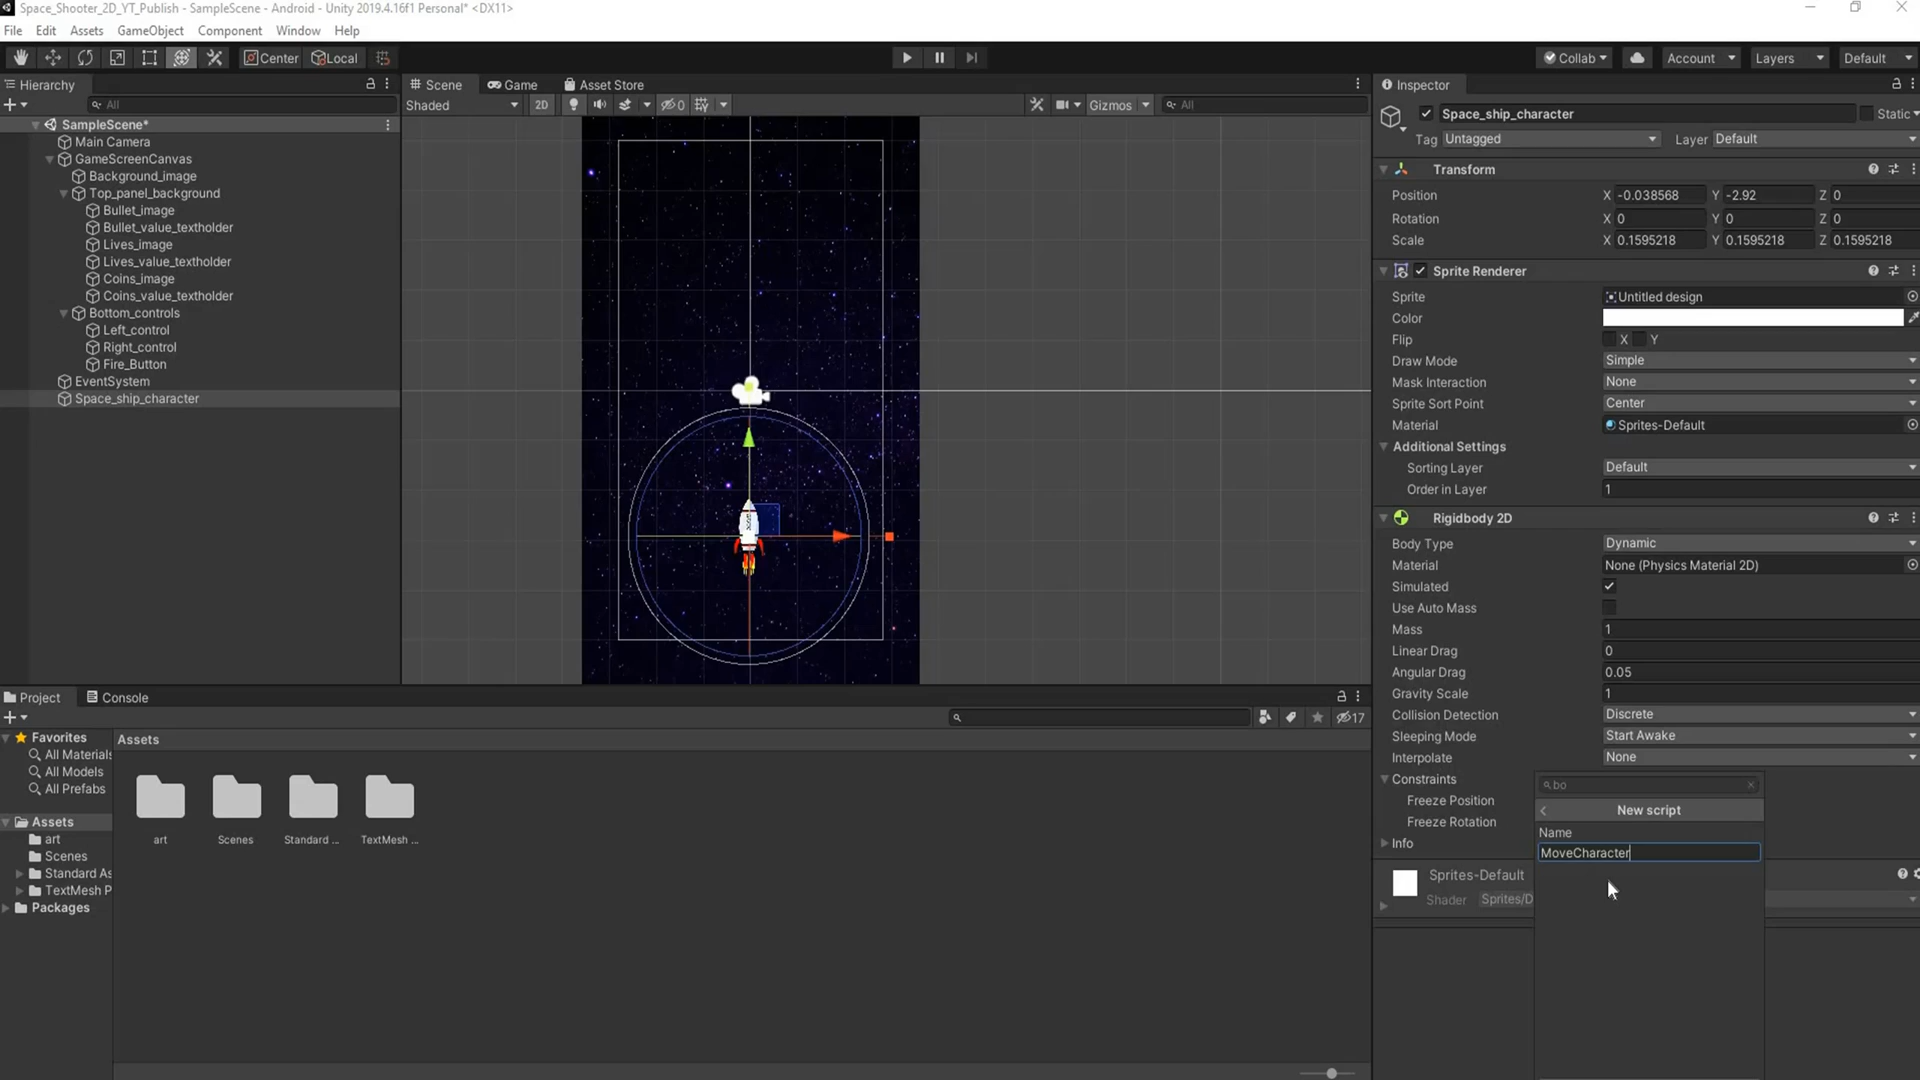 Space_Shooter_2D_YT_Publish - SampleScene - Android - Unity 2019.4.16f1 Personal* <DX11>
File Edit Assets GameObject Component Window Help
Center Local Collab Account Layers Default
Hierarchy
All
SampleScene*
Main Camera
GameScreenCanvas
Background_image
Top_panel_background
Bullet_image
Bullet_value_textholder
Lives_image
Lives_value_textholder
Coins_image
Coins_value_textholder
Bottom_controls
Left_control
Right_control
Fire_Button
EventSystem
Space_ship_character
Scene Game Asset Store
Shaded 2D 0 Gizmos All
Inspector
Space_ship_character Static
Tag Untagged Layer Default
Transform
Position X -0.038568 Y -2.92 Z 0
Rotation X 0 Y 0 Z 0
Scale X 0.1595218 Y 0.1595218 Z 0.1595218
Sprite Renderer
Sprite Untitled design
Color
Flip X Y
Draw Mode Simple
Mask Interaction None
Sprite Sort Point Center
Material Sprites-Default
Additional Settings
Sorting Layer Default
Order in Layer 1
Rigidbody 2D
Body Type Dynamic
Material None (Physics Material 2D)
Simulated
Use Auto Mass
Mass 1
Linear Drag 0
Angular Drag 0.05
Gravity Scale 1
Collision Detection Discrete
Sleeping Mode Start Awake
Interpolate None
Constraints
Freeze Position
Freeze Rotation
Info
Sprites-Default
Shader Sprites/D
bo
New script
Name
MoveCharacter
Project Console
17
Favorites
All Materials
All Models
All Prefabs
Assets
art
Scenes
Standard As
TextMesh P
Packages
Assets
art Scenes Standard ... TextMesh ...